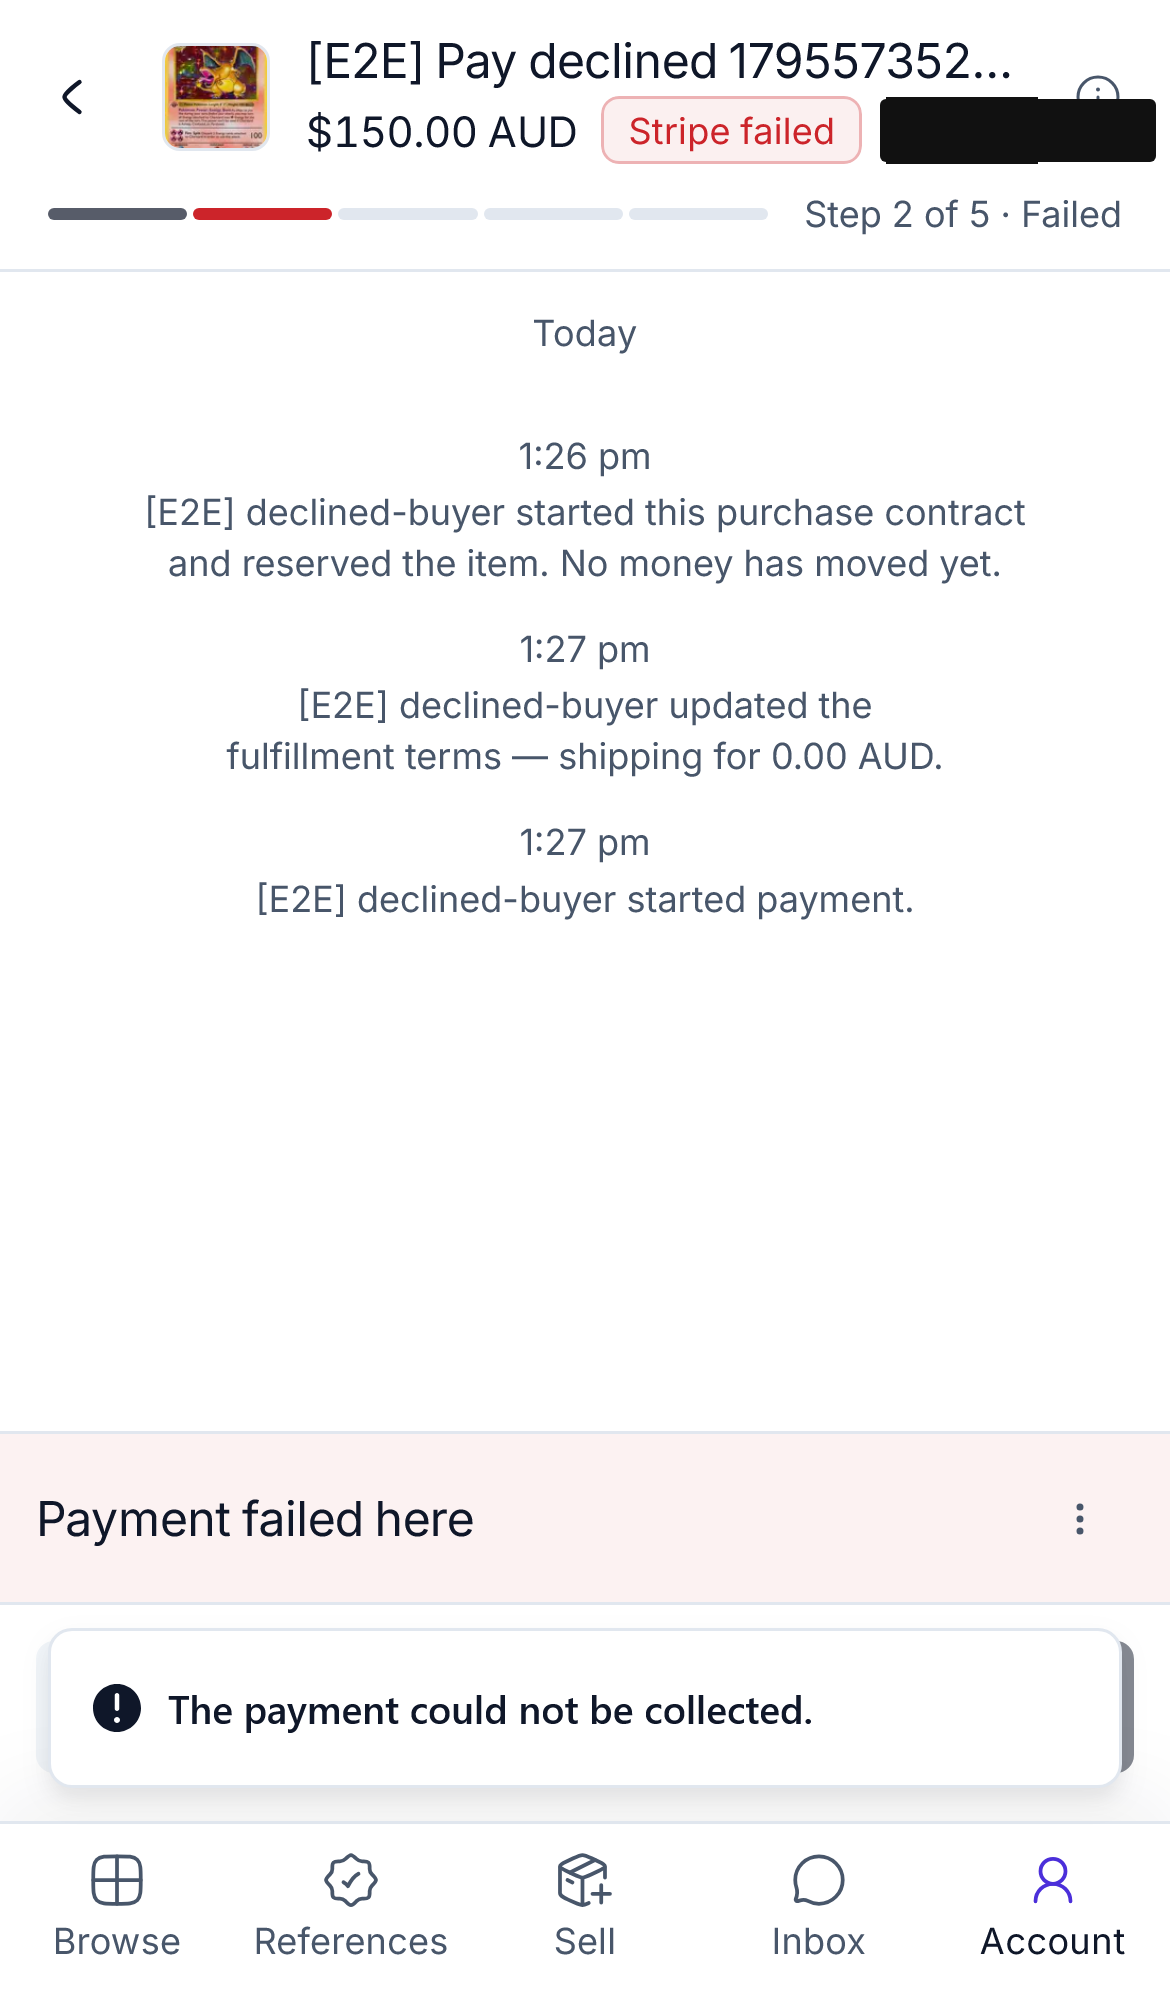 [E2E] Pay declined 179557352...
$150.00 AUD
Stripe failed
Step 2 of 5 · Failed
Today
1:26 pm
[E2E] declined-buyer started this purchase contract
and reserved the item. No money has moved yet.
1:27 pm
[E2E] declined-buyer updated the
fulfillment terms — shipping for 0.00 AUD.
1:27 pm
[E2E] declined-buyer started payment.
Payment failed here
The payment could not be collected.
Browse
References
Sell
Inbox
Account